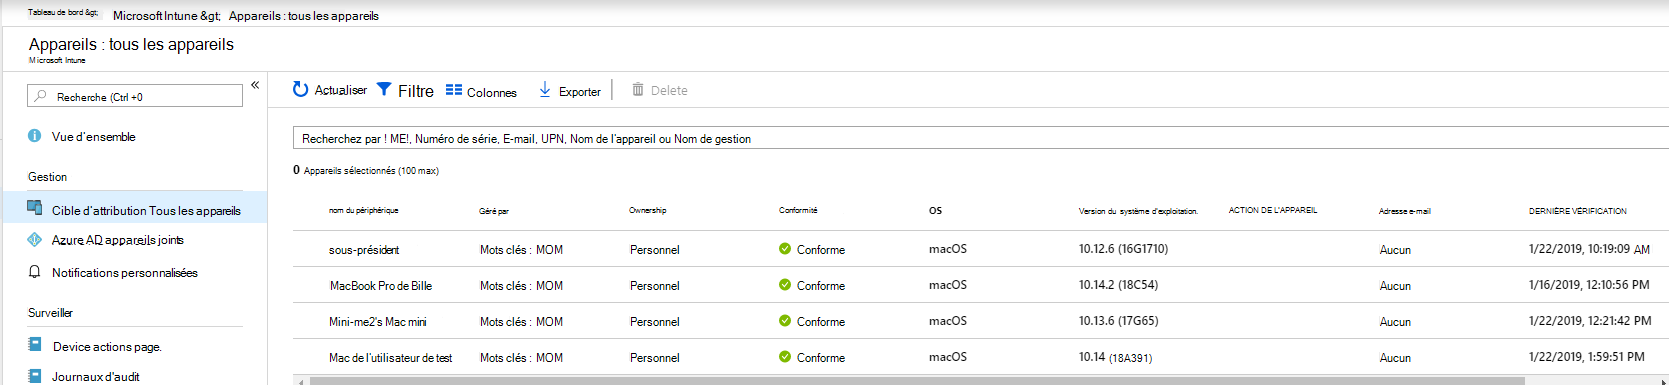 Tableau de bord &gt; Microsoft Intune &gt; Appareils : tous les appareils
Appareils : tous les appareils
Microsoft Intune
Recherche (Ctrl +0
«
Vue d'ensemble
Gestion
Cible d'attribution Tous les appareils
Azure AD appareils joints
Notifications personnalisées
Surveiller
Device actions page.
Journaux d'audit
Actualiser Filtre Colonnes Exporter Delete
Recherchez par ! ME!, Numéro de série, E-mail, UPN, Nom de l'appareil ou Nom de gestion
0 Appareils sélectionnés (100 max)
nom du périphérique Géré par Ownership Conformité OS Version du système d'exploitation. ACTION DE L'APPAREIL Adresse e-mail DERNIÈRE VÉRIFICATION
sous-président Mots clés : MOM Personnel Conforme macOS 10.12.6 (16G1710) Aucun 1/22/2019, 10:19:09 AM
MacBook Pro de Bille Mots clés : MOM Personnel Conforme macOS 10.14.2 (18C54) Aucun 1/16/2019, 12:10:56 PM
Mini-me2's Mac mini Mots clés : MOM Personnel Conforme macOS 10.13.6 (17G65) Aucun 1/22/2019, 12:21:42 PM
Mac de l'utilisateur de test Mots clés : MOM Personnel Conforme macOS 10.14 (18A391) Aucun 1/22/2019, 1:59:51 PM